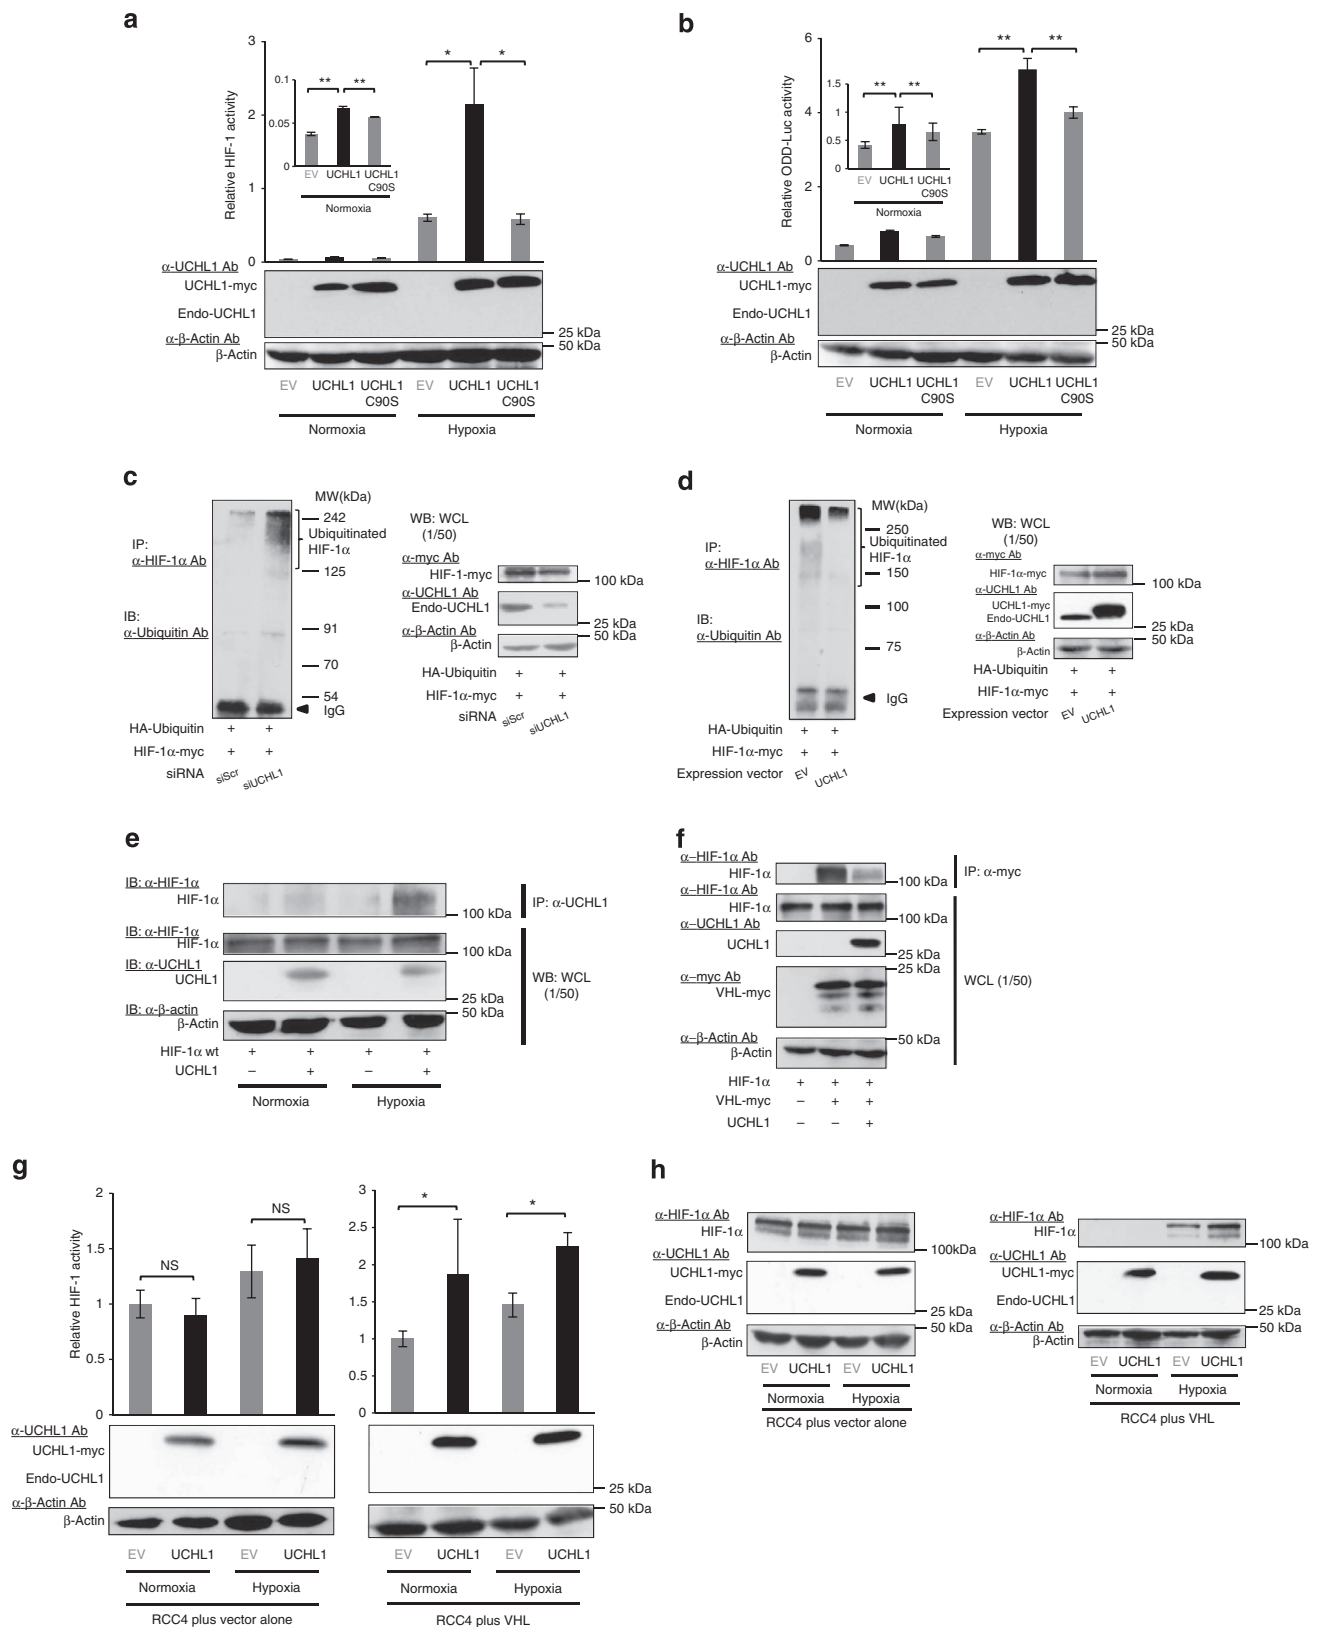 a
Relative HIF-1 activity
3
2
1
0
* *
0.1
0.05
0
** **
EV UCHL1 UCHL1 C90S
Normoxia
α-UCHL1 Ab
UCHL1-myc
Endo-UCHL1
25 kDa
α-β-Actin Ab
50 kDa
β-Actin
EV UCHL1 UCHL1 C90S EV UCHL1 UCHL1 C90S
Normoxia Hypoxia
b
Relative ODD-Luc activity
6
4
2
0
** **
1.5
1
0.5
0
** **
EV UCHL1 UCHL1 C90S
Normoxia
α-UCHL1 Ab
UCHL1-myc
Endo-UCHL1
25 kDa
α-β-Actin Ab
50 kDa
β-Actin
EV UCHL1 UCHL1 C90S EV UCHL1 UCHL1 C90S
Normoxia Hypoxia
c
MW(kDa)
242
Ubiquitinated
HIF-1α
125
91
70
54
IgG
IP:
α-HIF-1α Ab
IB:
α-Ubiquitin Ab
HA-Ubiquitin + +
HIF-1α-myc + +
siRNA siScr siUCHL1
WB: WCL
(1/50)
α-myc Ab
HIF-1-myc
100 kDa
α-UCHL1 Ab
Endo-UCHL1
25 kDa
α-β-Actin Ab
50 kDa
β-Actin
HA-Ubiquitin + +
HIF-1α-myc + +
siRNA siScr siUCHL1
d
MW(kDa)
250
Ubiquitinated
HIF-1α
150
100
75
IgG
IP:
α-HIF-1α Ab
IB:
α-Ubiquitin Ab
HA-Ubiquitin + +
HIF-1α-myc + +
Expression vector EV UCHL1
WB: WCL
(1/50)
α-myc Ab
HIF-1α-myc
100 kDa
α-UCHL1 Ab
UCHL1-myc
Endo-UCHL1
25 kDa
α-β-Actin Ab
50 kDa
β-Actin
HA-Ubiquitin + +
HIF-1α-myc + +
Expression vector EV UCHL1
e
IB: α-HIF-1α
HIF-1α
100 kDa
IP: α-UCHL1
IB: α-HIF-1α
HIF-1α
100 kDa
IB: α-UCHL1
UCHL1
25 kDa
WB: WCL
(1/50)
IB: α-β-actin
50 kDa
β-Actin
HIF-1α wt + + + +
UCHL1 – + – +
Normoxia Hypoxia
f
α–HIF-1α Ab
HIF-1α
100 kDa
IP: α-myc
α–HIF-1α Ab
HIF-1α
100 kDa
α–UCHL1 Ab
UCHL1
25 kDa
25 kDa
α–myc Ab
VHL-myc
WCL (1/50)
α–β-Actin Ab
50 kDa
β-Actin
HIF-1α + + +
VHL-myc – + +
UCHL1 – – +
g
Relative HIF-1 activity
2
1.5
1
0.5
0
NS NS
3
2.5
2
1.5
1
0.5
0
* *
α-UCHL1 Ab
UCHL1-myc
Endo-UCHL1
25 kDa
α-β-Actin Ab
50 kDa
β-Actin
EV UCHL1 EV UCHL1 EV UCHL1 EV UCHL1
Normoxia Hypoxia Normoxia Hypoxia
RCC4 plus vector alone RCC4 plus VHL
h
α-HIF-1α Ab
HIF-1α
100kDa
α-UCHL1 Ab
UCHL1-myc
Endo-UCHL1
25 kDa
α-β-Actin Ab
50 kDa
β-Actin
EV UCHL1 EV UCHL1
Normoxia Hypoxia
RCC4 plus vector alone
α-HIF-1α Ab
HIF-1α
100 kDa
α-UCHL1 Ab
UCHL1-myc
Endo-UCHL1
25 kDa
α-β-Actin Ab
50 kDa
β-Actin
EV UCHL1 EV UCHL1
Normoxia Hypoxia
RCC4 plus VHL